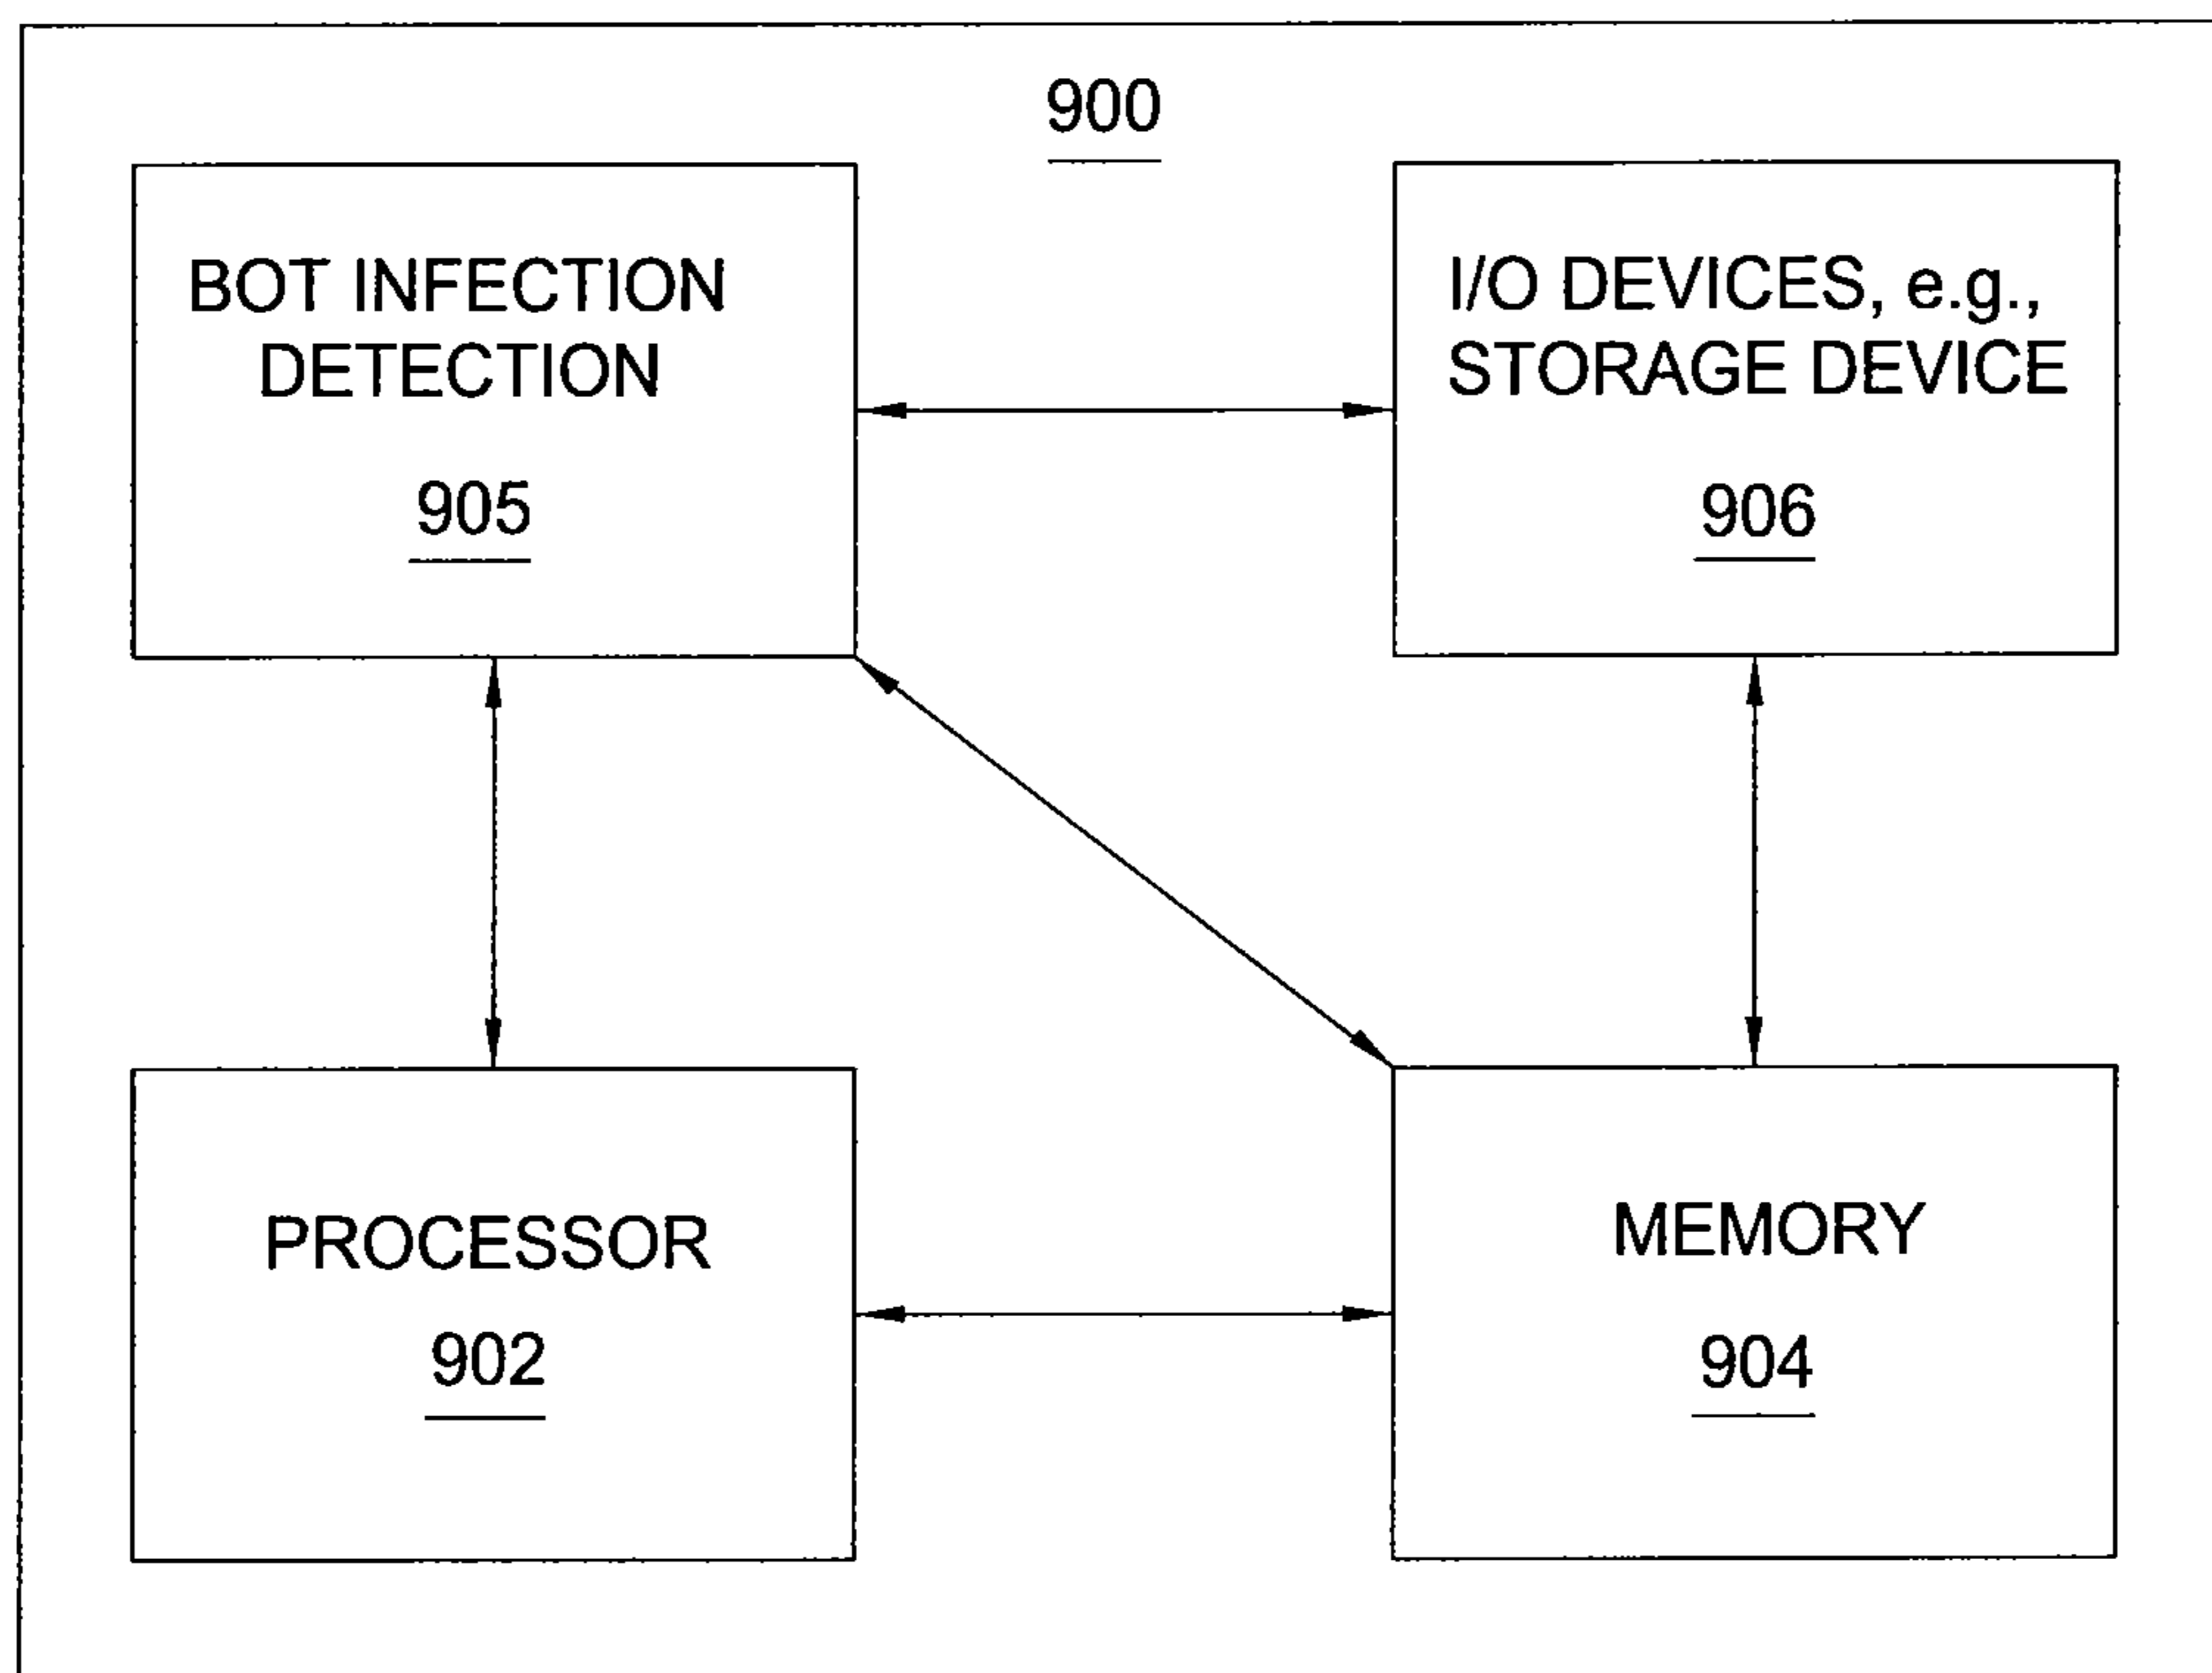 900
BOT INFECTION
DETECTION
905
I/O DEVICES, e.g.,
STORAGE DEVICE
906
PROCESSOR
902
MEMORY
904